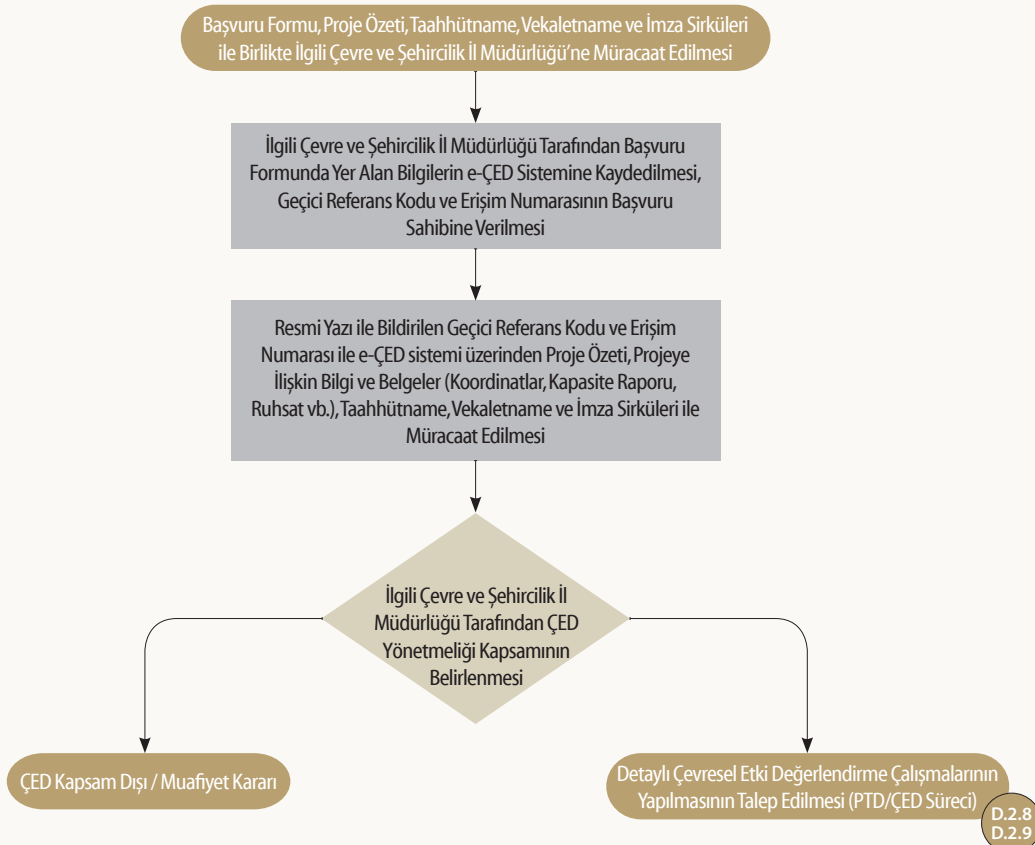 Başvuru Formu, Proje Özeti, Taahhütname, Vekaletname ve İmza Sirküleri
ile Birlikte İlgili Çevre ve Şehircilik İl Müdürlüğü’ne Müracaat Edilmesi
İlgili Çevre ve Şehircilik İl Müdürlüğü Tarafından Başvuru
Formunda Yer Alan Bilgilerin e-ÇED Sistemine Kaydedilmesi,
Geçici Referans Kodu ve Erişim Numarasının Başvuru
Sahibine Verilmesi
Resmi Yazı ile Bildirilen Geçici Referans Kodu ve Erişim
Numarası ile e-ÇED sistemi üzerinden Proje Özeti, Projeye
İlişkin Bilgi ve Belgeler (Koordinatlar, Kapasite Raporu,
Ruhsat vb.), Taahhütname, Vekaletname ve İmza Sirküleri ile
Müracaat Edilmesi
İlgili Çevre ve Şehircilik İl
Müdürlüğü Tarafından ÇED
Yönetmeliği Kapsamının
Belirlenmesi
ÇED Kapsam Dışı / Muafiyet Kararı
Detaylı Çevresel Etki Değerlendirme Çalışmalarının
Yapılmasının Talep Edilmesi (PTD/ÇED Süreci)
D.2.8
D.2.9